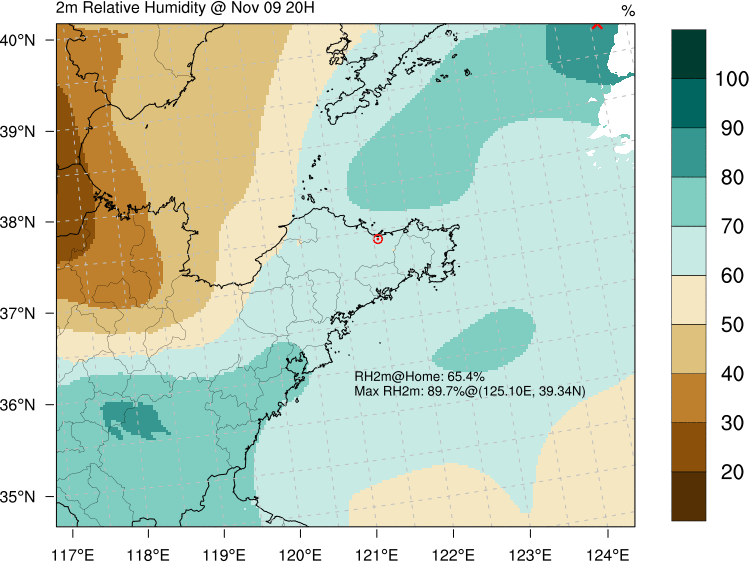 2m Relative Humidity @ Nov 09 20H
%
40°N
39°N
38°N
37°N
36°N
35°N
RH2m@Home: 65.4%
Max RH2m: 89.7%@(125.10E, 39.34N)
117°E 118°E 119°E 120°E 121°E 122°E 123°E 124°E
100
90
80
70
60
50
40
30
20